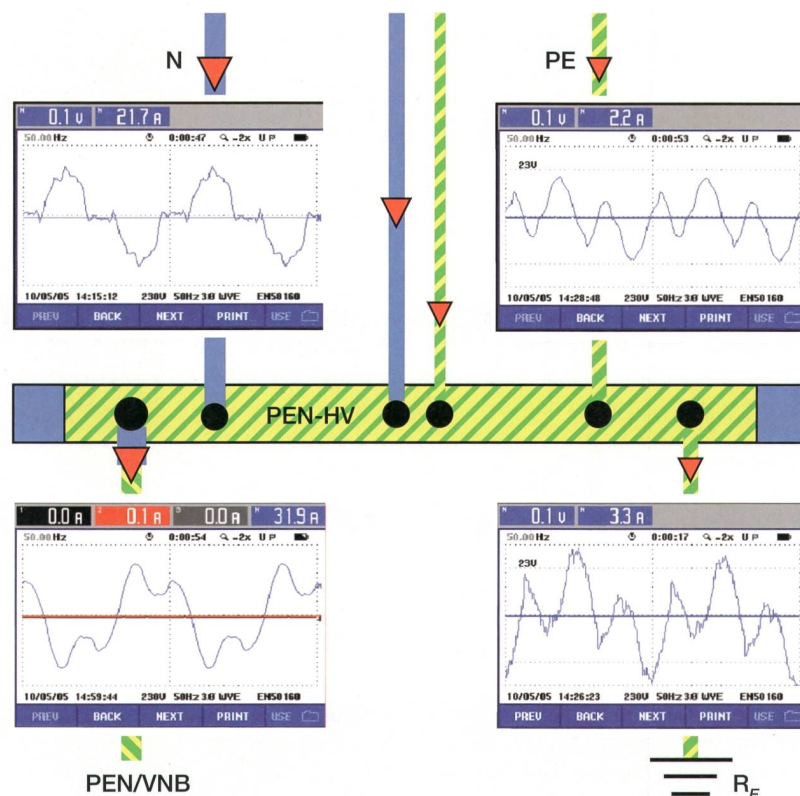 N
PE
N 0.1 V N 21.7 A
50.00 Hz 0:00:47 -2x U P
10/05/05 14:15:12 230V 50Hz 3Ø WYE EN50160
PREV BACK NEXT PRINT USE
N 0.1 V N 2.2 A
50.00 Hz 0:00:53 -2x U P
23V
10/05/05 14:28:48 230V 50Hz 3Ø WYE EN50160
PREV BACK NEXT PRINT USE
PEN-HV
1 0.0 A 2 0.1 A 3 0.0 A N 31.9 A
50.00 Hz 0:00:54 -2x U P
10/05/05 14:59:44 230V 50Hz 3Ø WYE EN50160
PREV BACK NEXT PRINT USE
N 0.1 V N 3.3 A
50.00 Hz 0:00:17 -2x U P
23V
10/05/05 14:26:23 230V 50Hz 3Ø WYE EN50160
PREV BACK NEXT PRINT USE
PEN/VNB
R